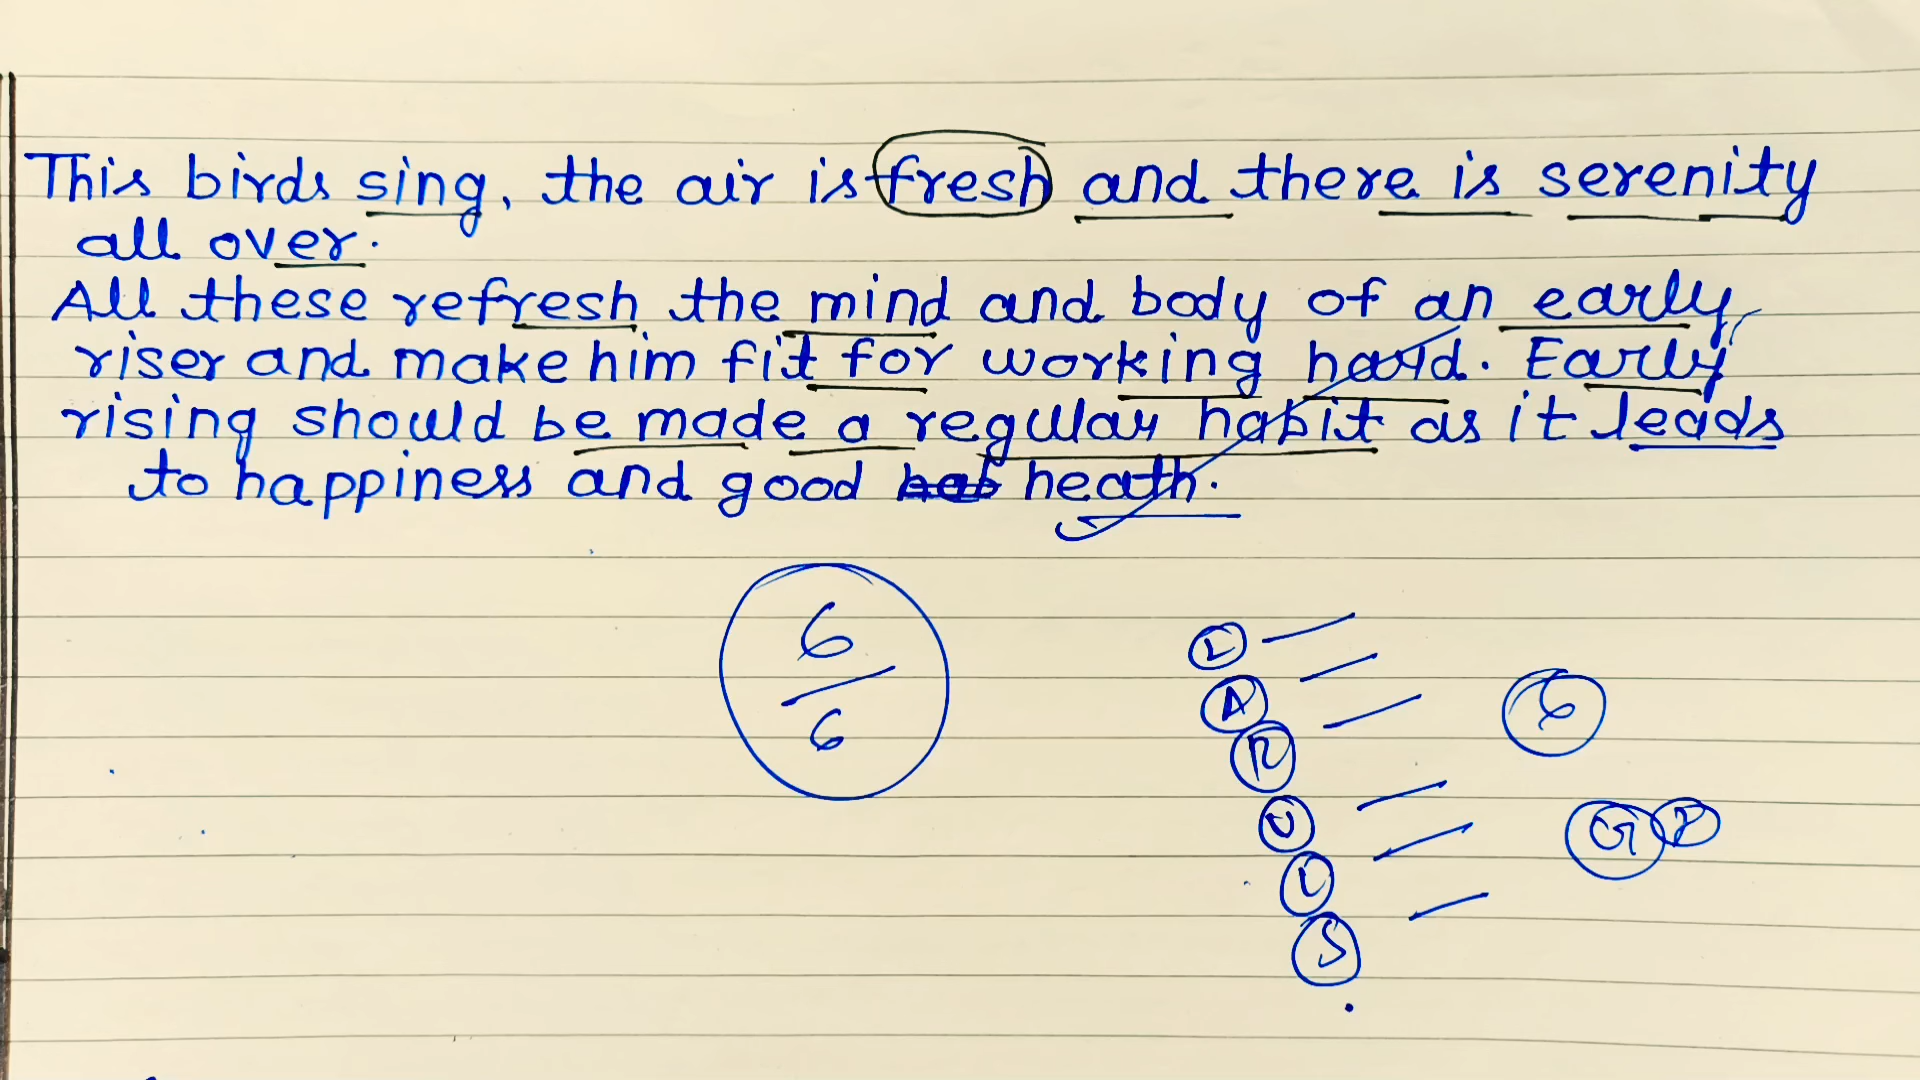 This birds sing, the air is fresh and there is serenity
all over.
All these refresh the mind and body of an early
riser and make him fit for working hard. Early
rising should be made a regular habit as it leads
to happiness and good heath.
6
6
L
A
R
6
U
G P
L
S